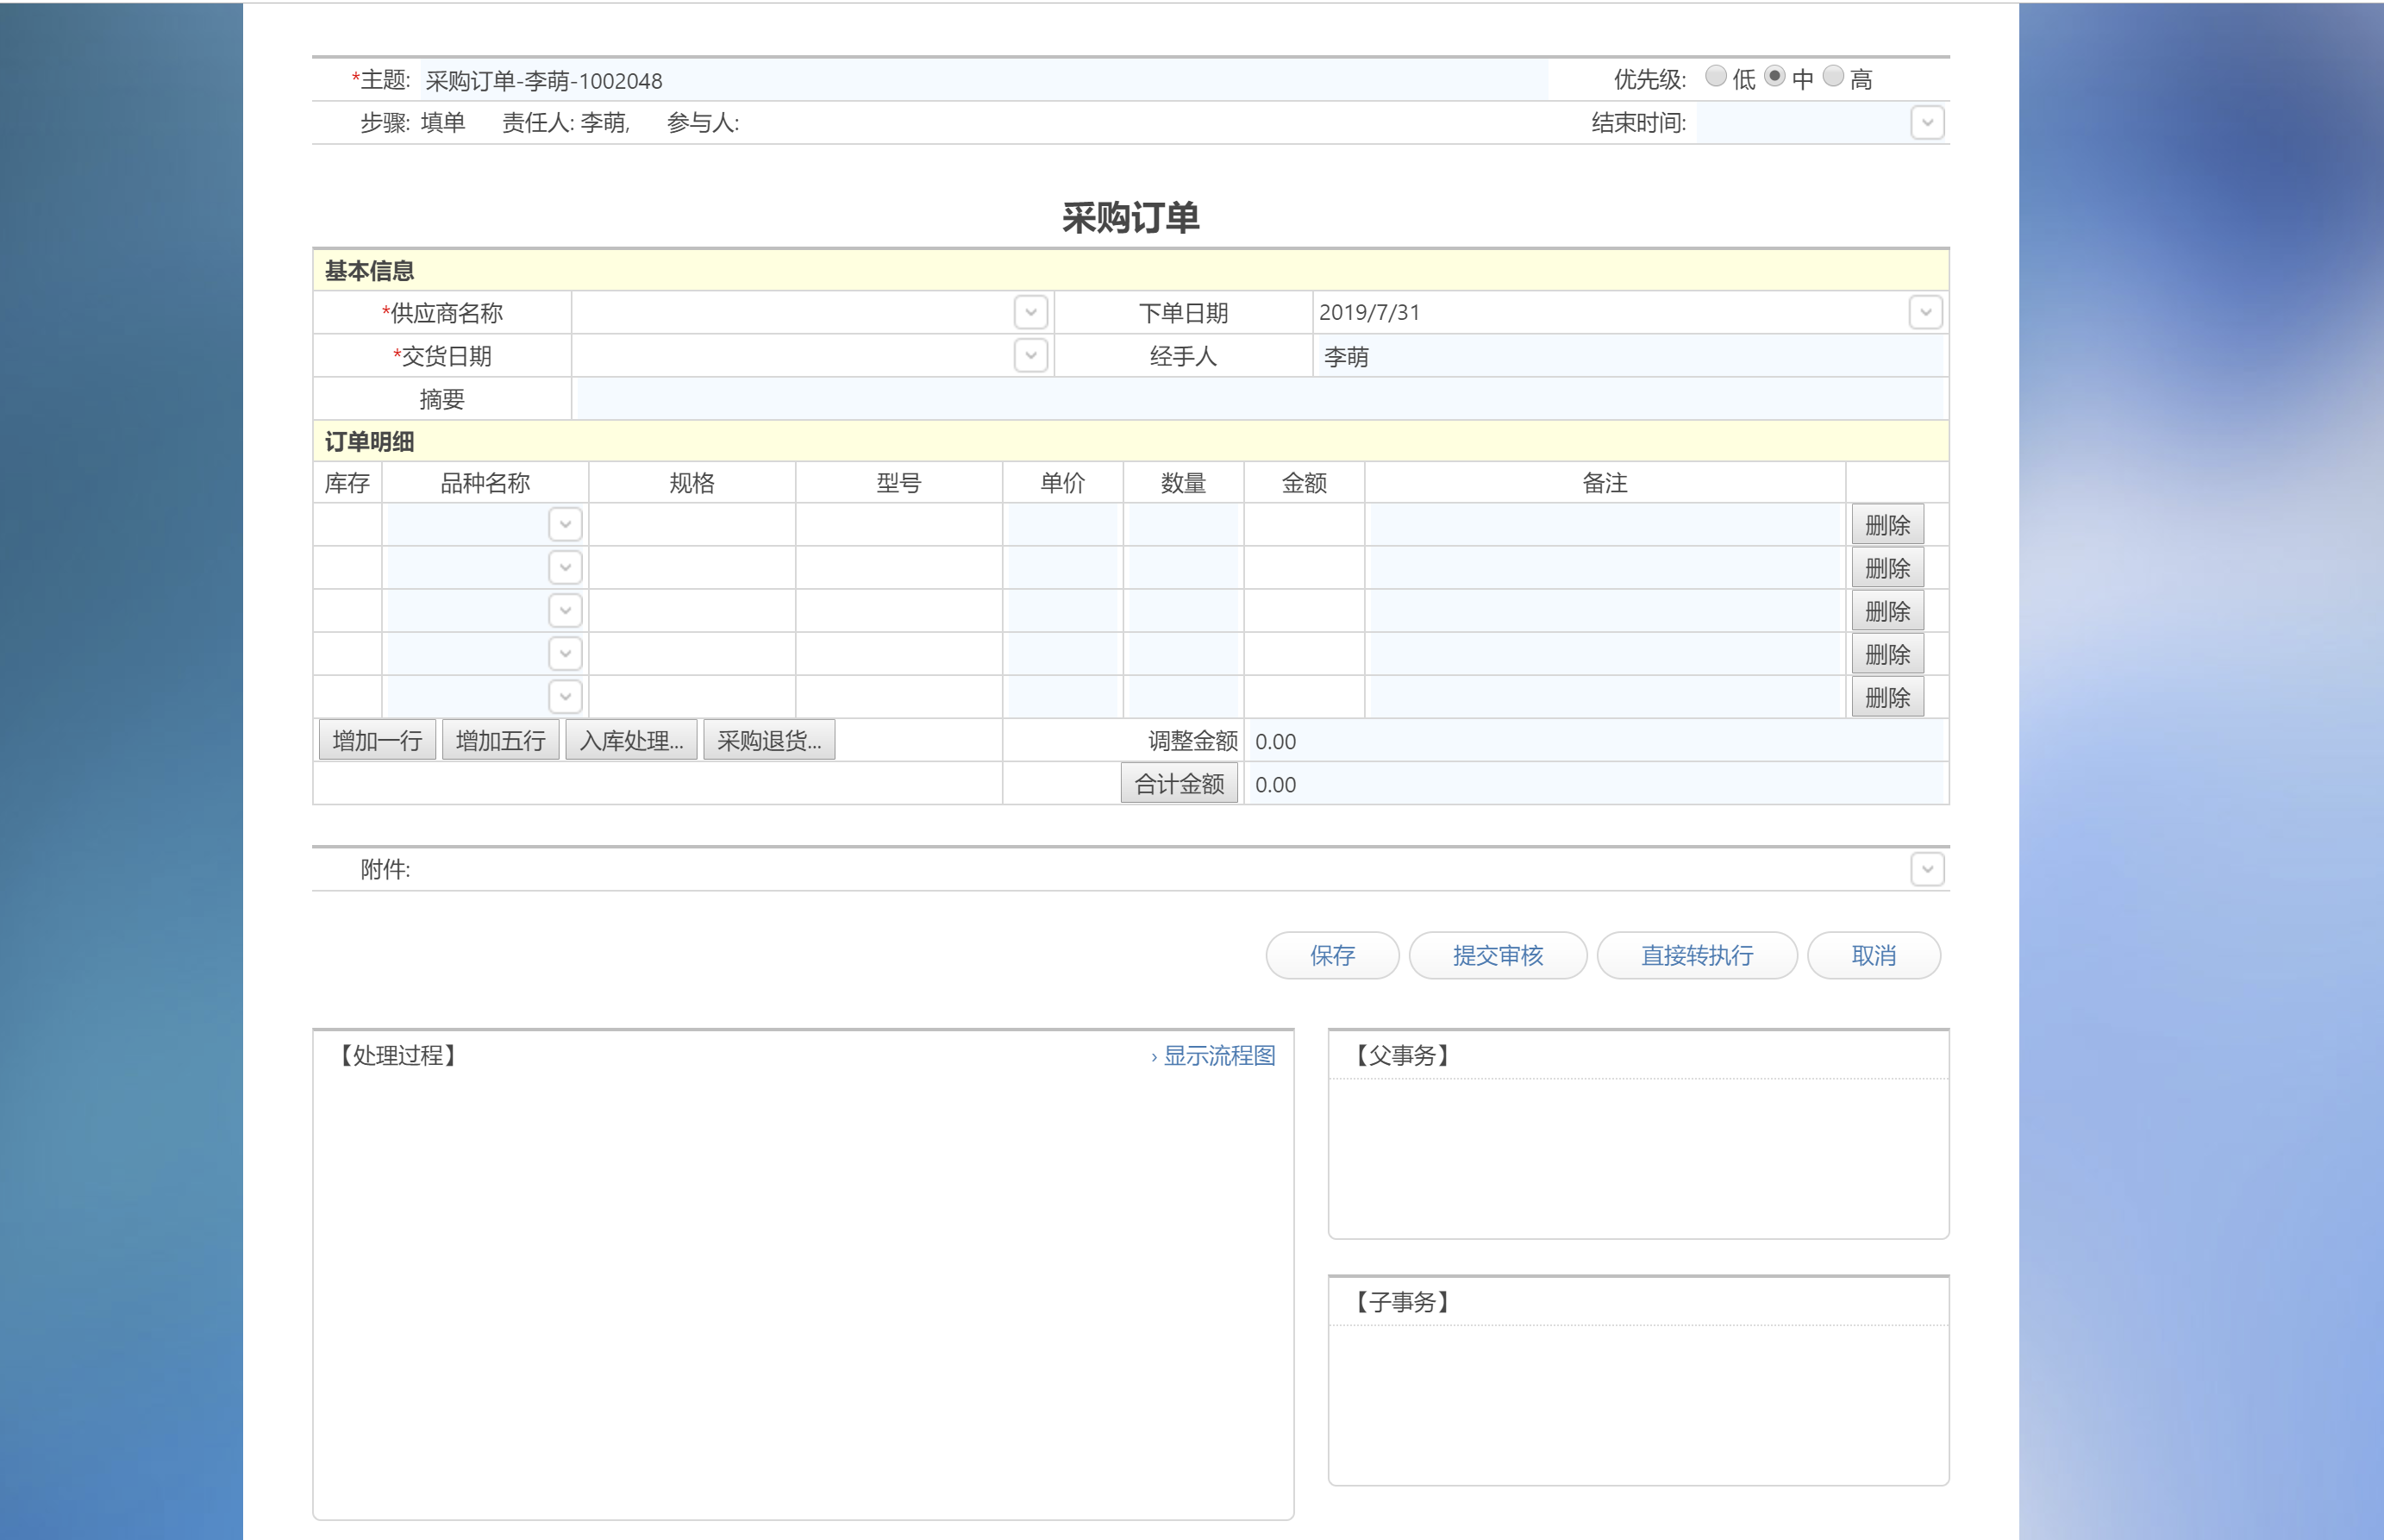 *主题: 采购订单-李萌-1002048 优先级: 低 中 高
步骤: 填单 责任人: 李萌, 参与人: 结束时间:
采购订单
基本信息
*供应商名称 下单日期 2019/7/31
*交货日期 经手人 李萌
摘要
订单明细
库存 品种名称 规格 型号 单价 数量 金额 备注
删除
删除
删除
删除
删除
增加一行 增加五行 入库处理... 采购退货... 调整金额 0.00
合计金额 0.00
附件:
保存 提交审核 直接转执行 取消
【处理过程】 › 显示流程图
【父事务】
【子事务】